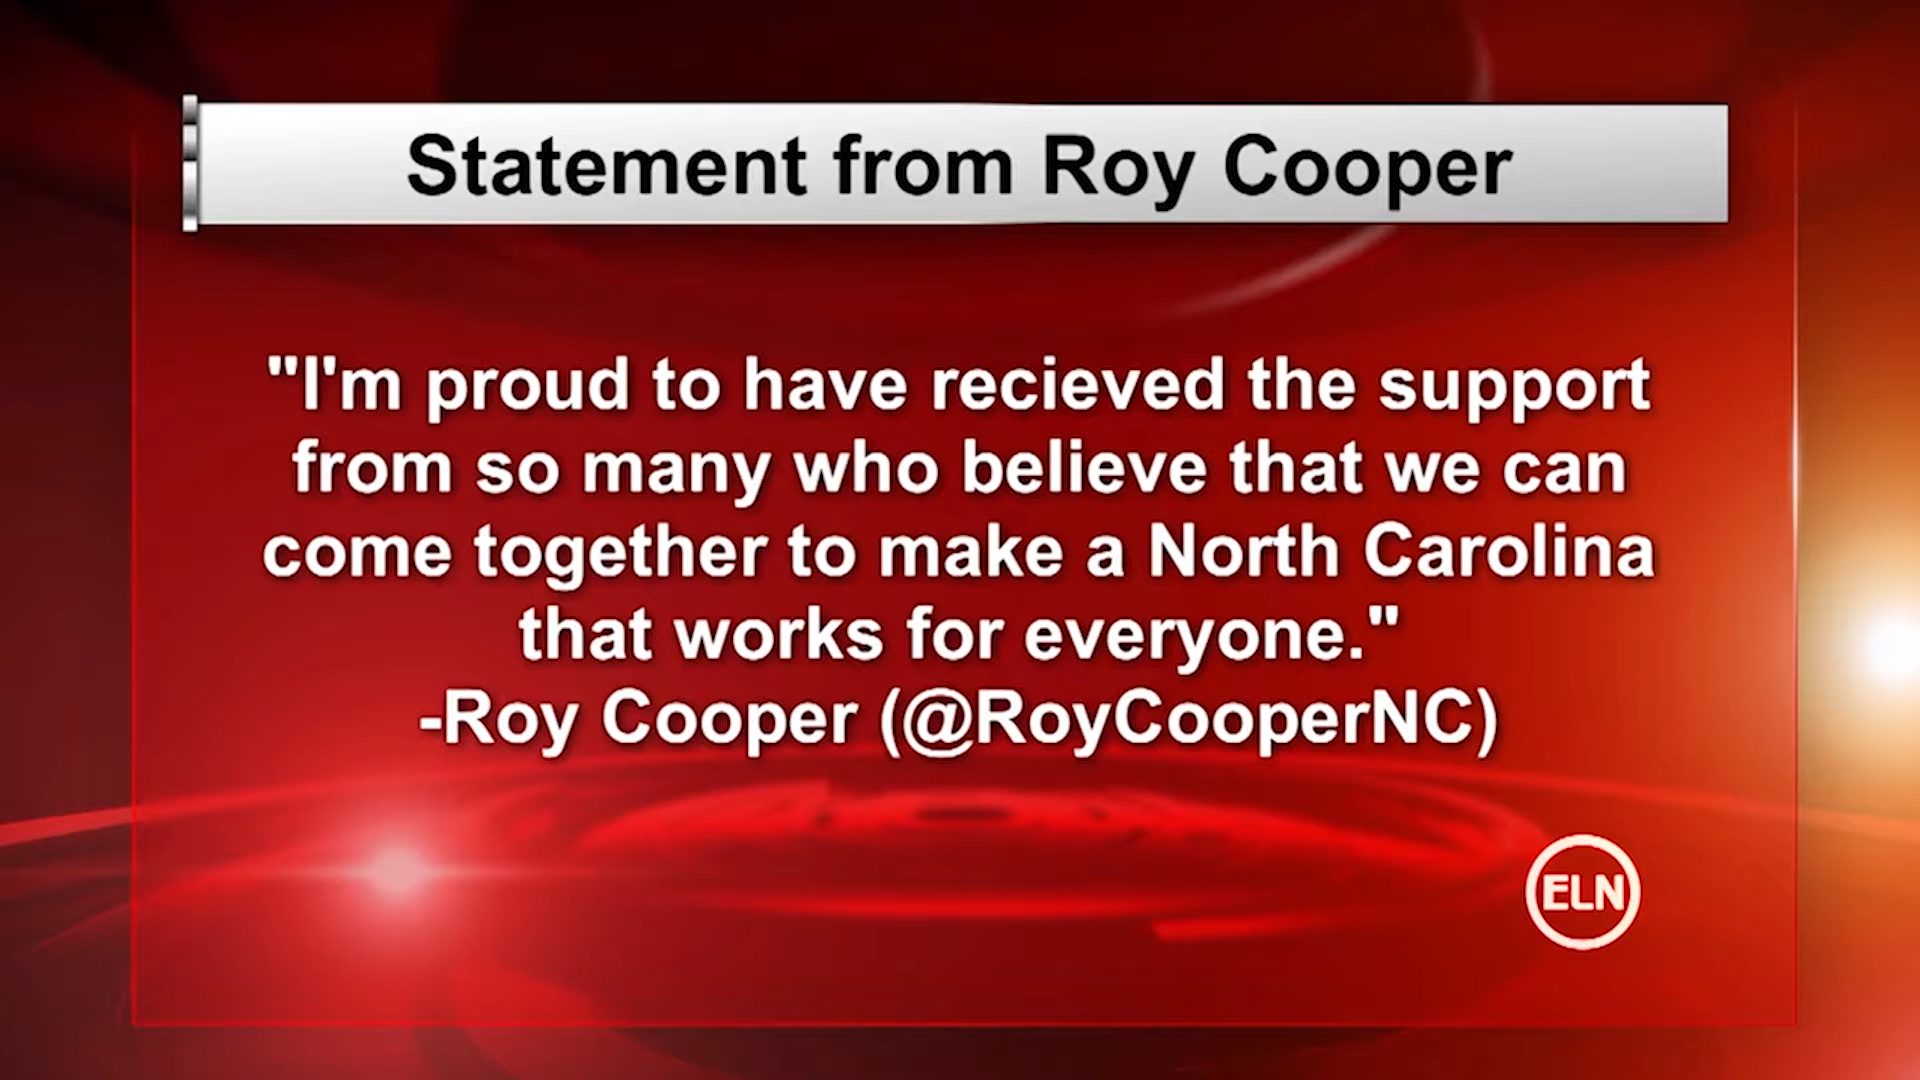 Statement from Roy Cooper
"I'm proud to have recieved the support
from so many who believe that we can
come together to make a North Carolina
that works for everyone."
-Roy Cooper (@RoyCooperNC)
ELN